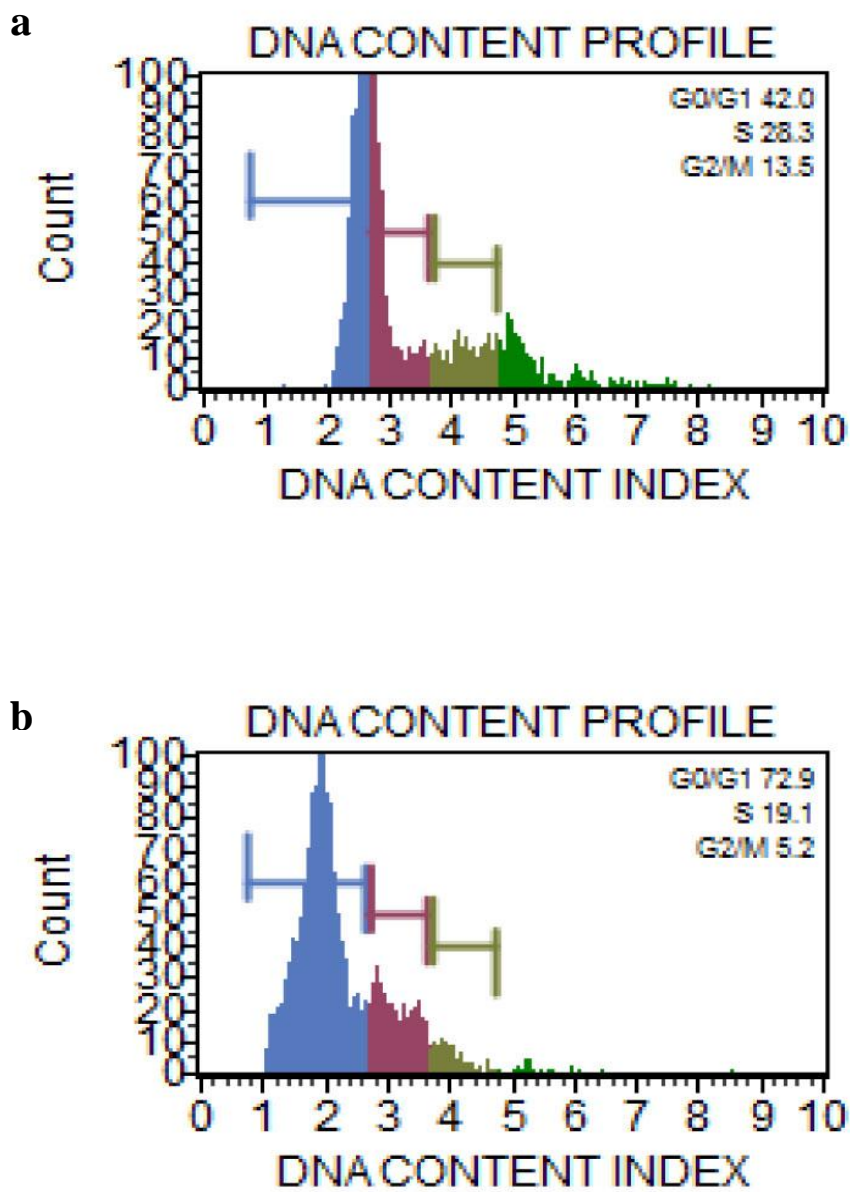 a
DNA CONTENT PROFILE
G0/G1 42.0
S 28.3
G2/M 13.5
Count
100
90
80
70
60
50
40
30
20
10
0
0 1 2 3 4 5 6 7 8 9 10
DNA CONTENT INDEX
b
DNA CONTENT PROFILE
G0/G1 72.9
S 19.1
G2/M 5.2
Count
100
90
80
70
60
50
40
30
20
10
0
0 1 2 3 4 5 6 7 8 9 10
DNA CONTENT INDEX